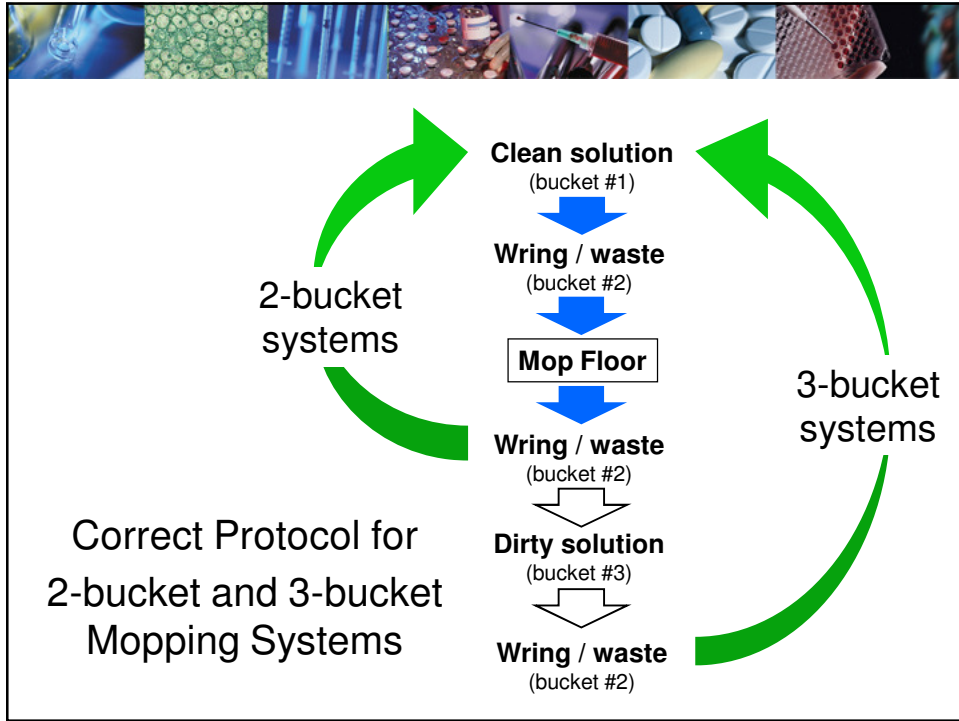 Clean solution
(bucket #1)
Wring / waste
(bucket #2)
2-bucket
systems
Mop Floor
3-bucket
systems
Wring / waste
(bucket #2)
Correct Protocol for
2-bucket and 3-bucket
Mopping Systems
Dirty solution
(bucket #3)
Wring / waste
(bucket #2)